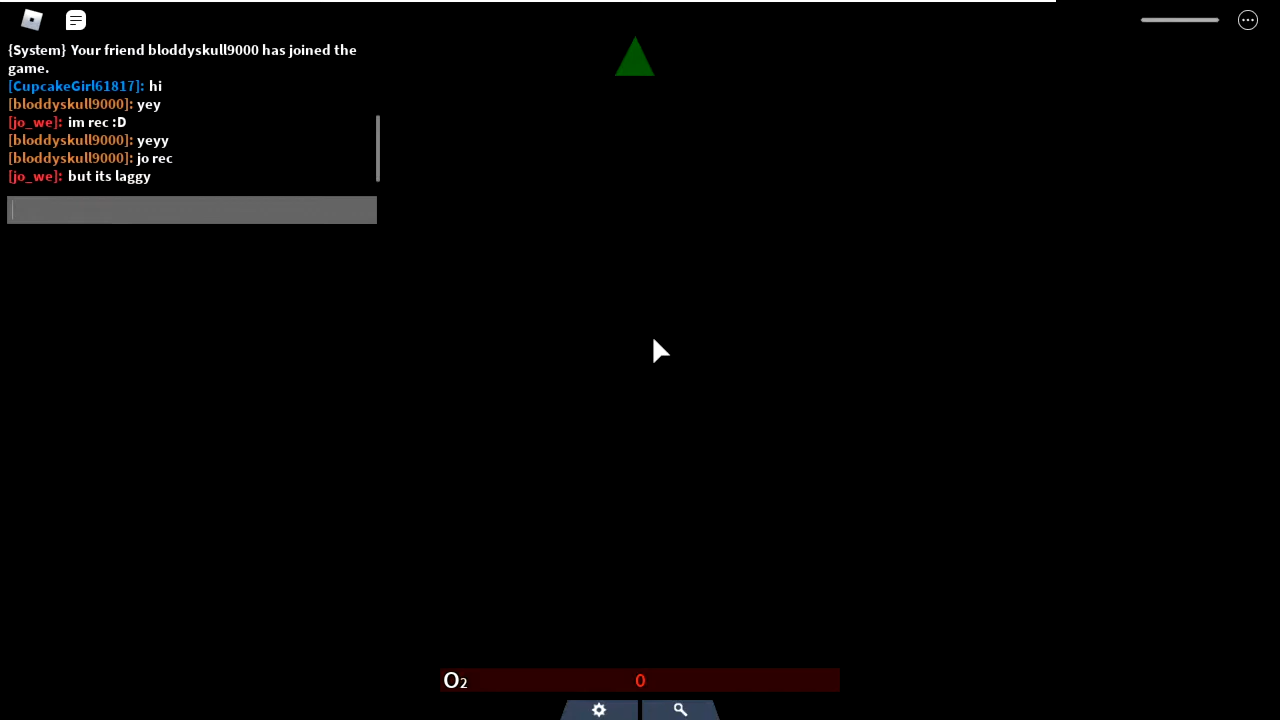 {System} Your friend bloddyskull9000 has joined the
game.
[CupcakeGirl61817]: hi
[bloddyskull9000]: yey
[jo_we]: im rec :D
[bloddyskull9000]: yeyy
[bloddyskull9000]: jo rec
[jo_we]: but its laggy
O2 0